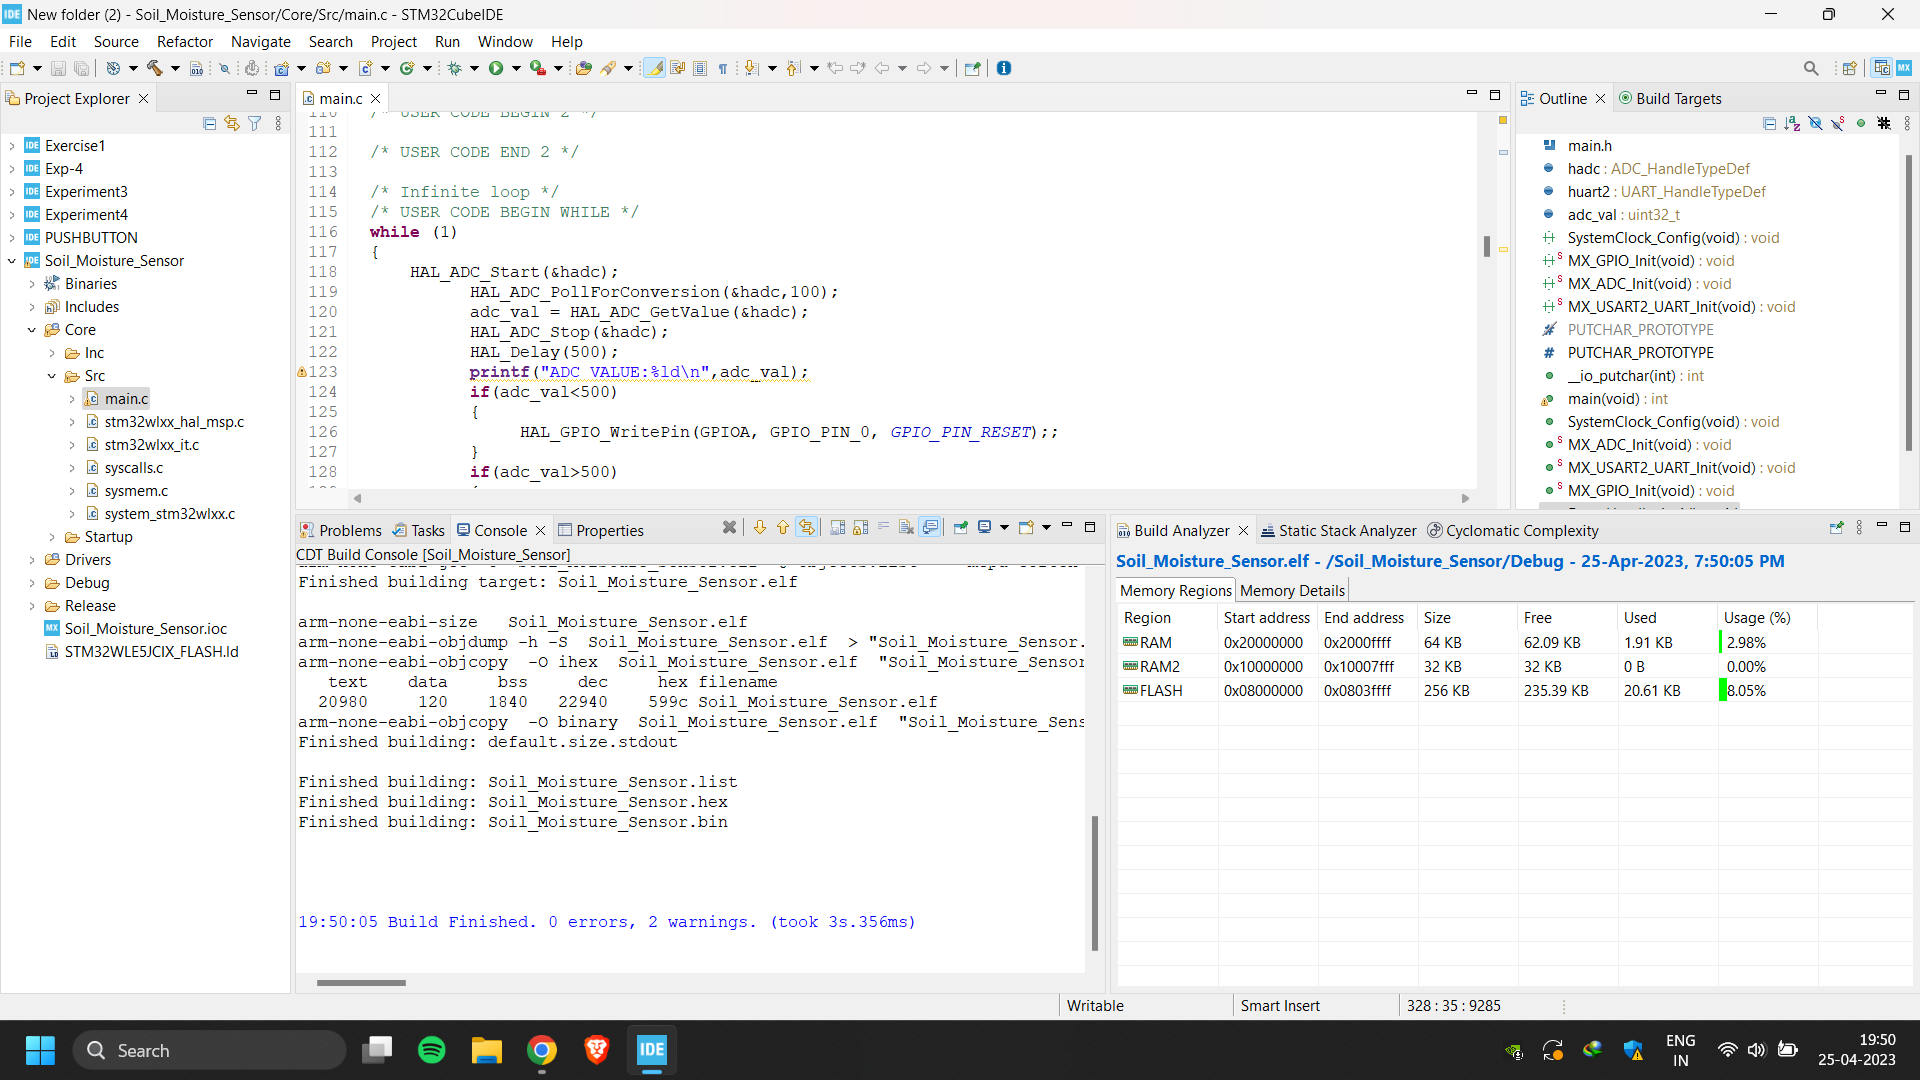 New folder (2) - Soil_Moisture_Sensor/Core/Src/main.c - STM32CubeIDE
File Edit Source Refactor Navigate Search Project Run Window Help
Project Explorer
Exercise1
Exp-4
Experiment3
Experiment4
PUSHBUTTON
Soil_Moisture_Sensor
Binaries
Includes
Core
Inc
Src
main.c
stm32wlxx_hal_msp.c
stm32wlxx_it.c
syscalls.c
sysmem.c
system_stm32wlxx.c
Startup
Drivers
Debug
Release
Soil_Moisture_Sensor.ioc
STM32WLE5JCIX_FLASH.ld
main.c
110 /* USER CODE BEGIN 2 */
111
112 /* USER CODE END 2 */
113
114 /* Infinite loop */
115 /* USER CODE BEGIN WHILE */
116 while (1)
117 {
118 HAL_ADC_Start(&hadc);
119 HAL_ADC_PollForConversion(&hadc,100);
120 adc_val = HAL_ADC_GetValue(&hadc);
121 HAL_ADC_Stop(&hadc);
122 HAL_Delay(500);
123 printf("ADC VALUE:%ld\n",adc_val);
124 if(adc_val<500)
125 {
126 HAL_GPIO_WritePin(GPIOA, GPIO_PIN_0, GPIO_PIN_RESET);;
127 }
128 if(adc_val>500)
Outline Build Targets
main.h
hadc : ADC_HandleTypeDef
huart2 : UART_HandleTypeDef
adc_val : uint32_t
SystemClock_Config(void) : void
MX_GPIO_Init(void) : void
MX_ADC_Init(void) : void
MX_USART2_UART_Init(void) : void
PUTCHAR_PROTOTYPE
PUTCHAR_PROTOTYPE
__io_putchar(int) : int
main(void) : int
SystemClock_Config(void) : void
MX_ADC_Init(void) : void
MX_USART2_UART_Init(void) : void
MX_GPIO_Init(void) : void
Problems Tasks Console Properties
CDT Build Console [Soil_Moisture_Sensor]
Finished building target: Soil_Moisture_Sensor.elf
arm-none-eabi-size Soil_Moisture_Sensor.elf
arm-none-eabi-objdump -h -S Soil_Moisture_Sensor.elf > "Soil_Moisture_Sensor.
arm-none-eabi-objcopy -O ihex Soil_Moisture_Sensor.elf "Soil_Moisture_Sensor
text data bss dec hex filename
20980 120 1840 22940 599c Soil_Moisture_Sensor.elf
arm-none-eabi-objcopy -O binary Soil_Moisture_Sensor.elf "Soil_Moisture_Sens
Finished building: default.size.stdout
Finished building: Soil_Moisture_Sensor.list
Finished building: Soil_Moisture_Sensor.hex
Finished building: Soil_Moisture_Sensor.bin
19:50:05 Build Finished. 0 errors, 2 warnings. (took 3s.356ms)
Build Analyzer Static Stack Analyzer Cyclomatic Complexity
Soil_Moisture_Sensor.elf - /Soil_Moisture_Sensor/Debug - 25-Apr-2023, 7:50:05 PM
Memory Regions Memory Details
Region Start address End address Size Free Used Usage (%)
RAM 0x20000000 0x2000ffff 64 KB 62.09 KB 1.91 KB 2.98%
RAM2 0x10000000 0x10007fff 32 KB 32 KB 0 B 0.00%
FLASH 0x08000000 0x0803ffff 256 KB 235.39 KB 20.61 KB 8.05%
Writable Smart Insert 328 : 35 : 9285
Search
IDE
ENG
IN
19:50
25-04-2023